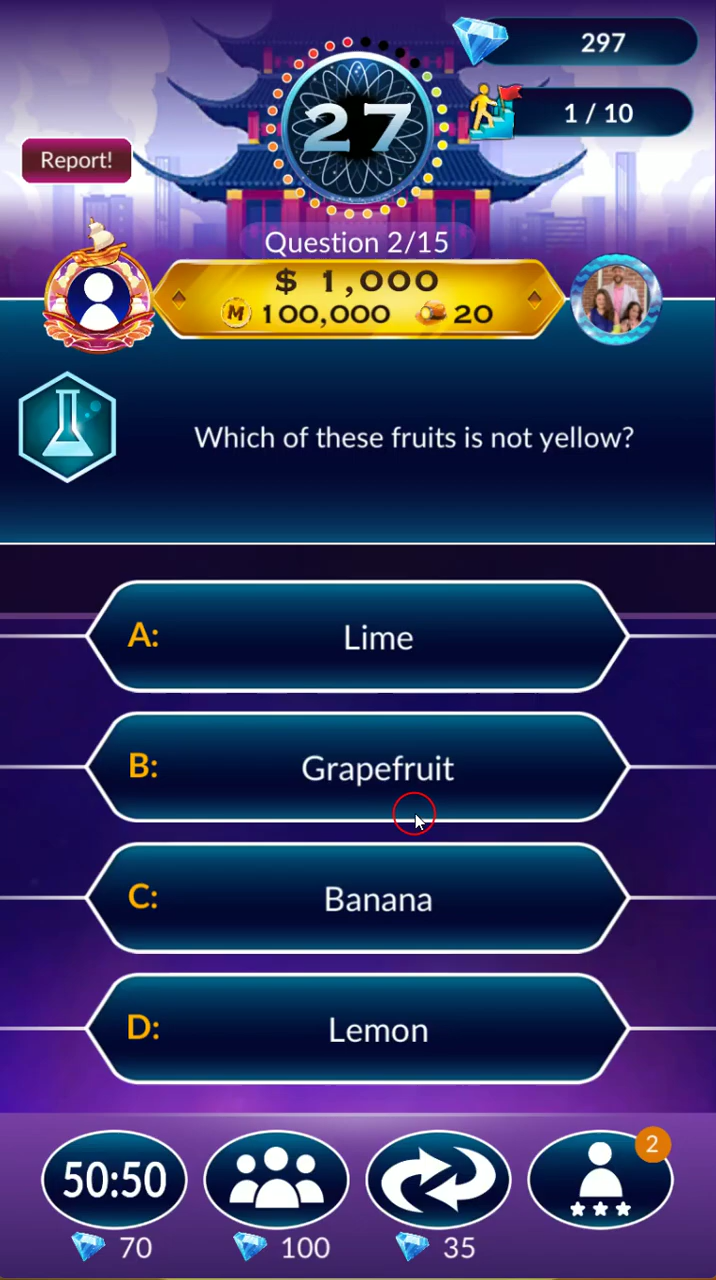 297
27
1 / 10
Report!
Question 2/15
$ 1,000
M 100,000 20
Which of these fruits is not yellow?
A: Lime
B: Grapefruit
C: Banana
D: Lemon
50:50
2
70
100
35